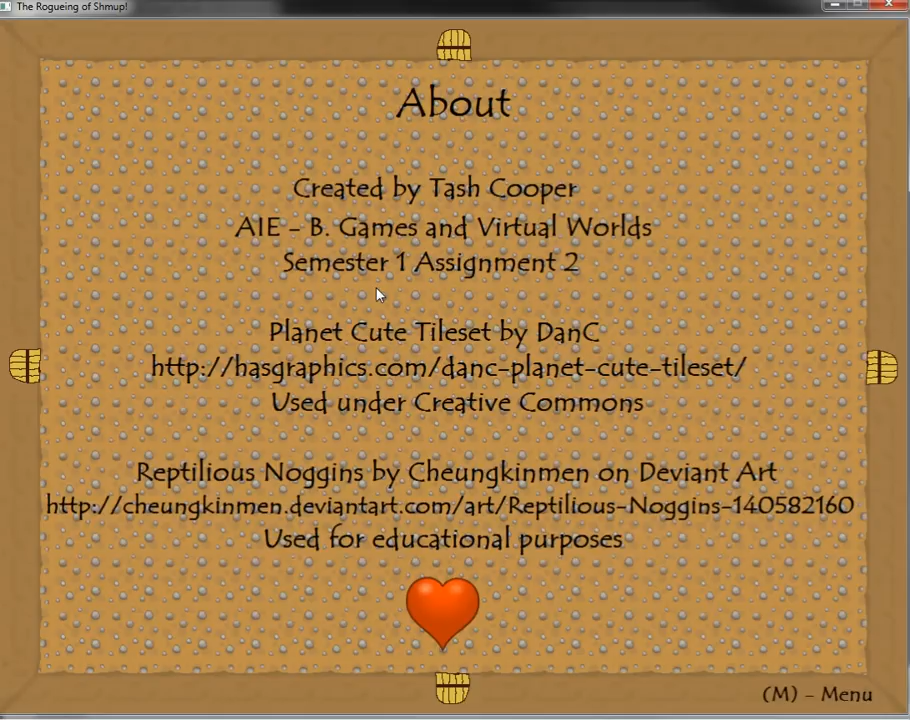 The Rogueing of Shmup!
About
Created by Tash Cooper
AIE - B. Games and Virtual Worlds
Semester 1 Assignment 2
Planet Cute Tileset by DanC
http://hasgraphics.com/danc-planet-cute-tileset/
Used under Creative Commons
Reptilious Noggins by Cheungkinmen on Deviant Art
http://cheungkinmen.deviantart.com/art/Reptilious-Noggins-140582160
Used for educational purposes
(M) - Menu